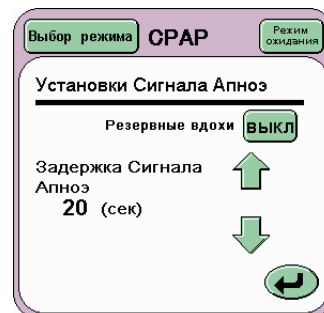 Выбор режима CPAP Режим
ожидания
Установки Сигнала Апноэ
Резервные вдохи ВЫКЛ
Задержка Сигнала
Апноэ
20 (сек)